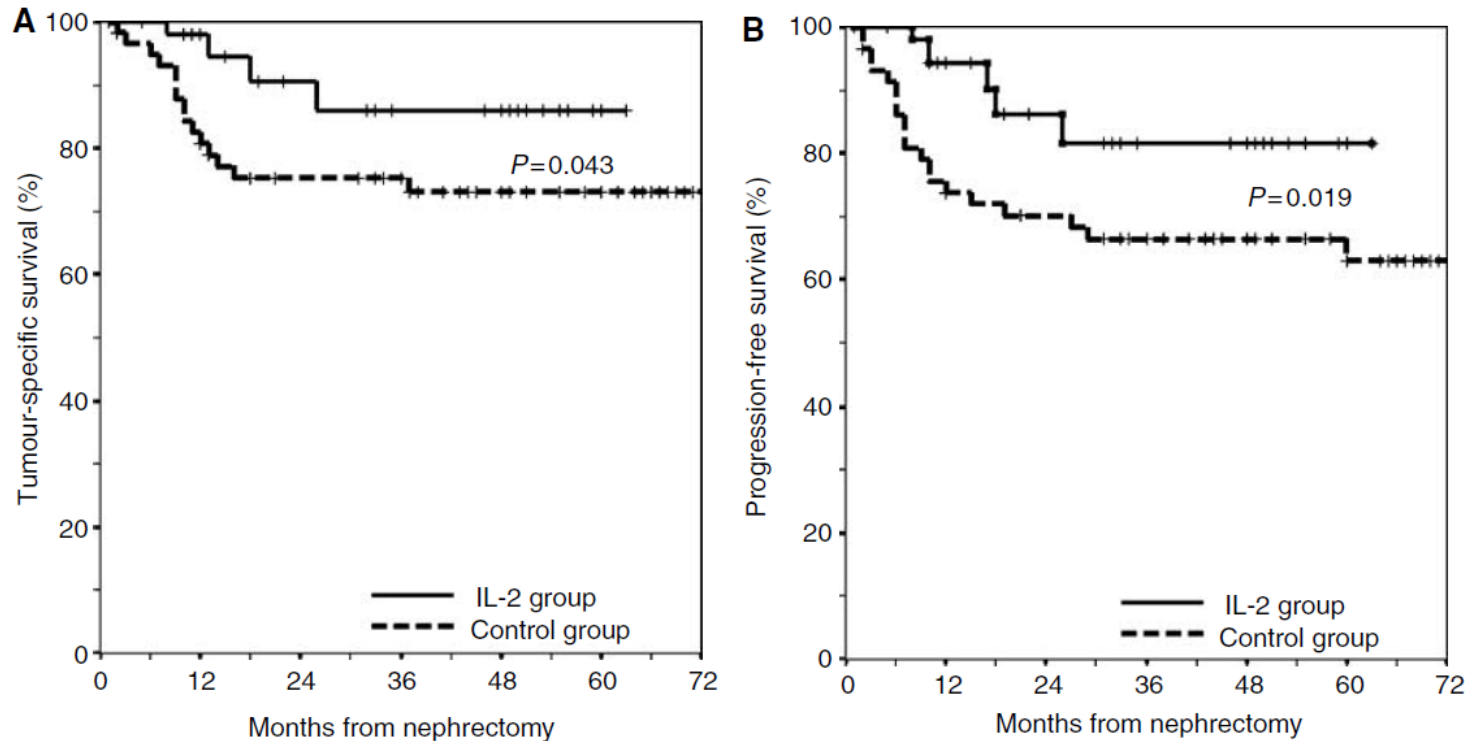 A
Tumour-specific survival (%)
100
80
60
40
20
0
P=0.043
IL-2 group
Control group
0 12 24 36 48 60 72
Months from nephrectomy
B
Progression-free survival (%)
100
80
60
40
20
0
P=0.019
IL-2 group
Control group
0 12 24 36 48 60 72
Months from nephrectomy